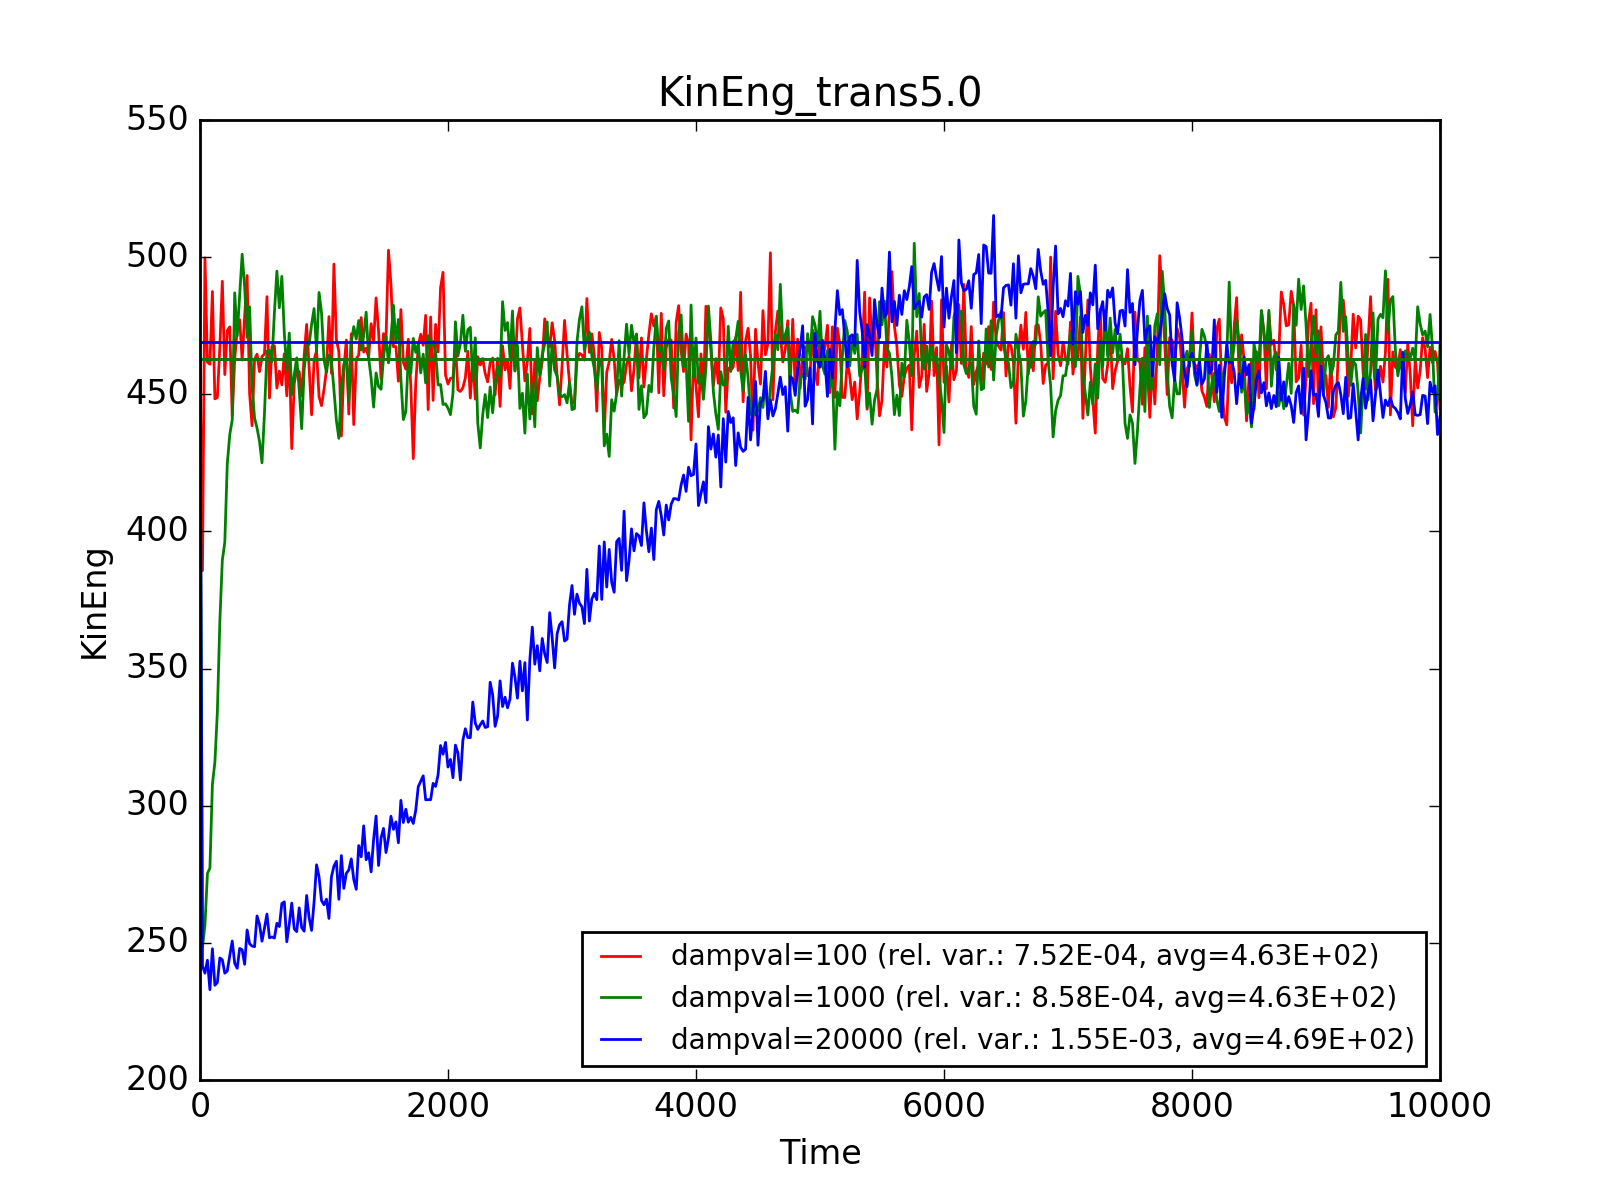 KinEng_trans5.0
550
500
450
400
350
300
250
200
KinEng
dampval=100 (rel. var.: 7.52E-04, avg=4.63E+02)
dampval=1000 (rel. var.: 8.58E-04, avg=4.63E+02)
dampval=20000 (rel. var.: 1.55E-03, avg=4.69E+02)
0 2000 4000 6000 8000 10000
Time